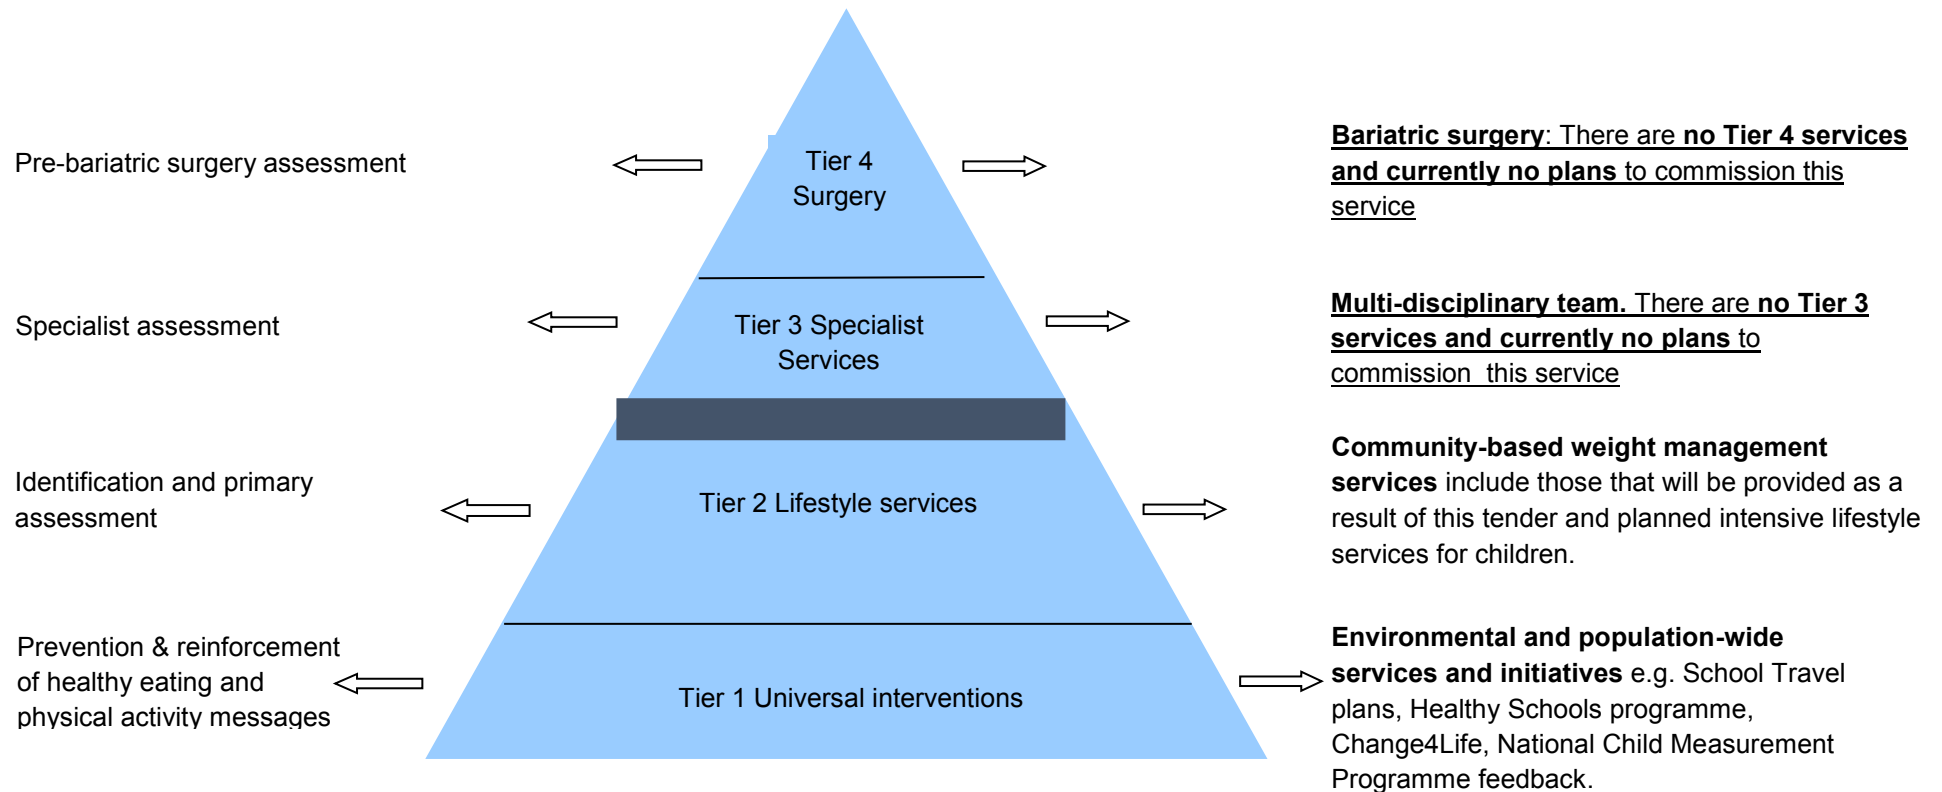 Pre-bariatric surgery assessment
Tier 4
Surgery
Bariatric surgery: There are no Tier 4 services
and currently no plans to commission this
service
Specialist assessment
Tier 3 Specialist
Services
Multi-disciplinary team. There are no Tier 3
services and currently no plans to
commission  this service
Identification and primary
assessment
Tier 2 Lifestyle services
Community-based weight management
services include those that will be provided as a
result of this tender and planned intensive lifestyle
services for children.
Prevention & reinforcement
of healthy eating and
physical activity messages
Tier 1 Universal interventions
Environmental and population-wide
services and initiatives e.g. School Travel
plans, Healthy Schools programme,
Change4Life, National Child Measurement
Programme feedback.